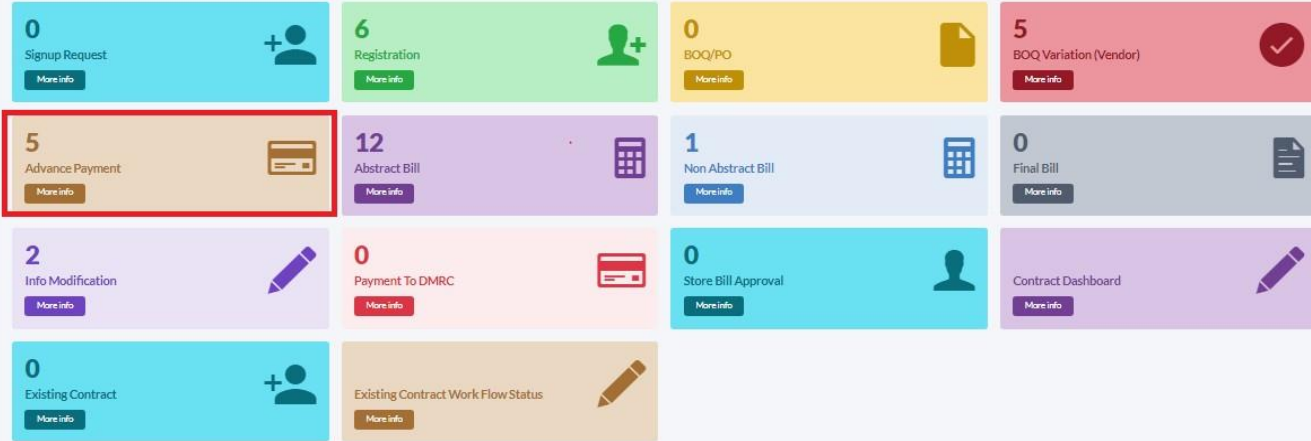 0
Signup Request
More info
6
Registration
More info
0
BOQ/PO
More info
5
BOQ Variation (Vendor)
More info
5
Advance Payment
More info
12
Abstract Bill
More info
1
Non Abstract Bill
More info
0
Final Bill
More info
2
Info Modification
More info
0
Payment To DMRC
More info
0
Store Bill Approval
More info
Contract Dashboard
More info
0
Existing Contract
More info
Existing Contract Work Flow Status
More info